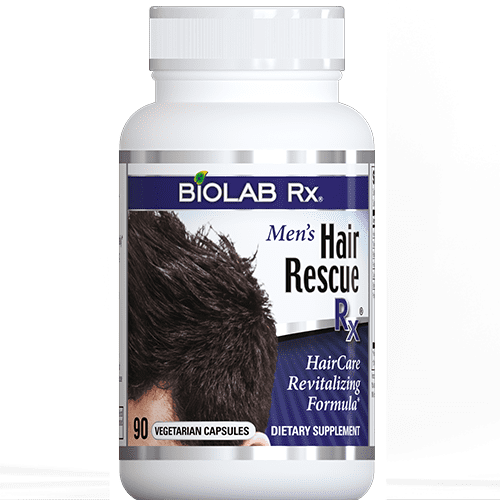 BIOLAB Rx®
Men's Hair
Rescue
Rx®
HairCare
Revitalizing
Formula*
90 VEGETARIAN CAPSULES
DIETARY SUPPLEMENT